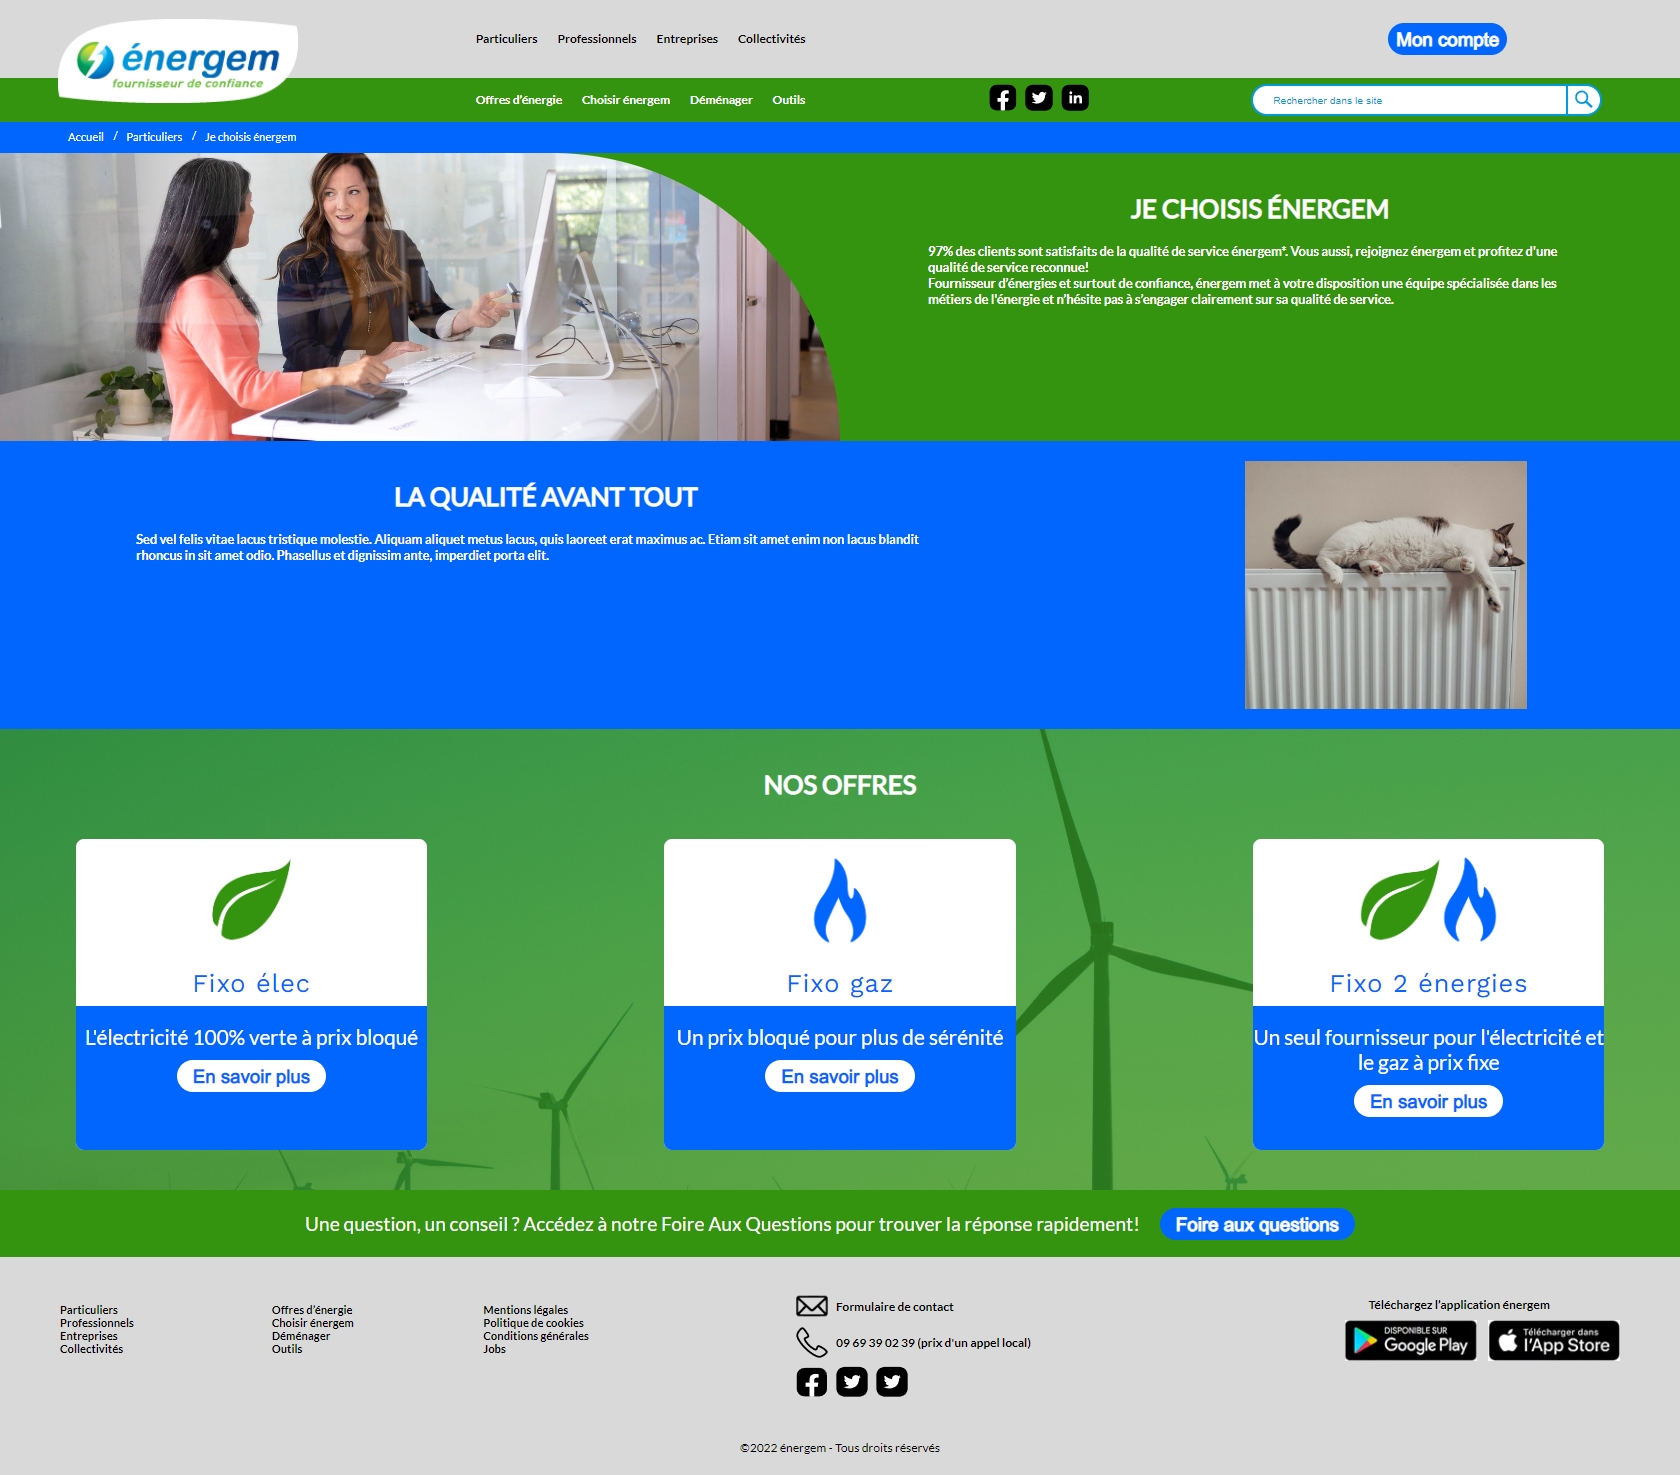 énergem
fournisseur de confiance
Particuliers Professionnels Entreprises Collectivités
Mon compte
Offres d'énergie Choisir énergem Déménager Outils
Rechercher dans le site
Accueil / Particuliers / Je choisis énergem
JE CHOISIS ÉNERGEM
97% des clients sont satisfaits de la qualité de service énergem*. Vous aussi, rejoignez énergem et profitez d'une
qualité de service reconnue!
Fournisseur d'énergies et surtout de confiance, énergem met à votre disposition une équipe spécialisée dans les
métiers de l'énergie et n'hésite pas à s'engager clairement sur sa qualité de service.
LA QUALITÉ AVANT TOUT
Sed vel felis vitae lacus tristique molestie. Aliquam aliquet metus lacus, quis laoreet erat maximus ac. Etiam sit amet enim non lacus blandit
rhoncus in sit amet odio. Phasellus et dignissim ante, imperdiet porta elit.
NOS OFFRES
Fixo élec
L'électricité 100% verte à prix bloqué
En savoir plus
Fixo gaz
Un prix bloqué pour plus de sérénité
En savoir plus
Fixo 2 énergies
Un seul fournisseur pour l'électricité et
le gaz à prix fixe
En savoir plus
Une question, un conseil ? Accédez à notre Foire Aux Questions pour trouver la réponse rapidement!
Foire aux questions
Particuliers
Professionnels
Entreprises
Collectivités
Offres d'énergie
Choisir énergem
Déménager
Outils
Mentions légales
Politique de cookies
Conditions générales
Jobs
Formulaire de contact
09 69 39 02 39 (prix d'un appel local)
Téléchargez l'application énergem
DISPONIBLE SUR
Google Play
Télécharger dans
l'App Store
©2022 énergem - Tous droits réservés